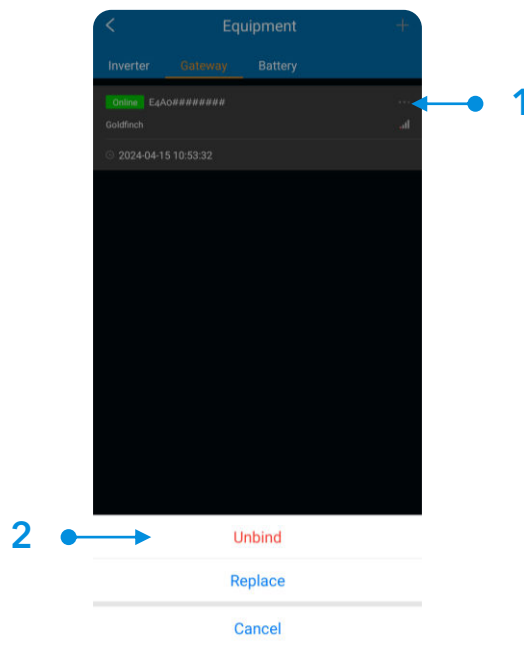 Equipment
Inverter Gateway Battery
Online E4A0########
1
Goldfinch
2024-04-15 10:53:32
2
Unbind
Replace
Cancel